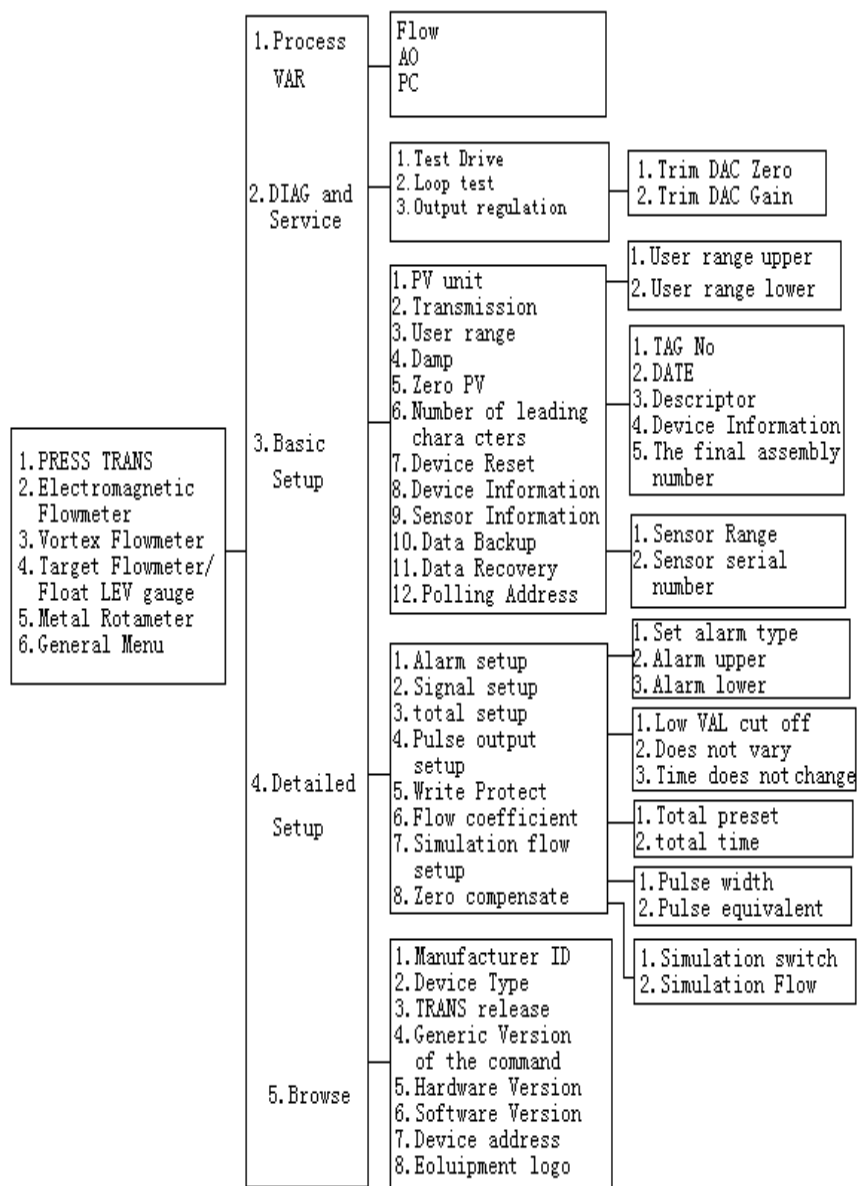 1.PRESS TRANS
2.Electromagnetic
Flowmeter
3.Vortex Flowmeter
4.Target Flowmeter/
Float LEV gauge
5.Metal Rotameter
6.General Menu
1.Process
VAR
2.DIAG and
Service
3.Basic
Setup
4.Detailed
Setup
5.Browse
Flow
AO
PC
1.Test Drive
2.Loop test
3.Output regulation
1.Trim DAC Zero
2.Trim DAC Gain
1.PV unit
2.Transmission
3.User range
4.Damp
5.Zero PV
6.Number of leading
chara cters
7.Device Reset
8.Device Information
9.Sensor Information
10.Data Backup
11.Data Recovery
12.Polling Address
1.User range upper
2.User range lower
1.TAG No
2.DATE
3.Descriptor
4.Device Information
5.The final assembly
number
1.Sensor Range
2.Sensor serial
number
1.Alarm setup
2.Signal setup
3.total setup
4.Pulse output
setup
5.Write Protect
6.Flow coefficient
7.Simulation flow
setup
8.Zero compensate
1.Set alarm type
2.Alarm upper
3.Alarm lower
1.Low VAL cut off
2.Does not vary
3.Time does not change
1.Total preset
2.total time
1.Pulse width
2.Pulse equivalent
1.Simulation switch
2.Simulation Flow
1.Manufacturer ID
2.Device Type
3.TRANS release
4.Generic Version
of the command
5.Hardware Version
6.Software Version
7.Device address
8.Eoluipment logo